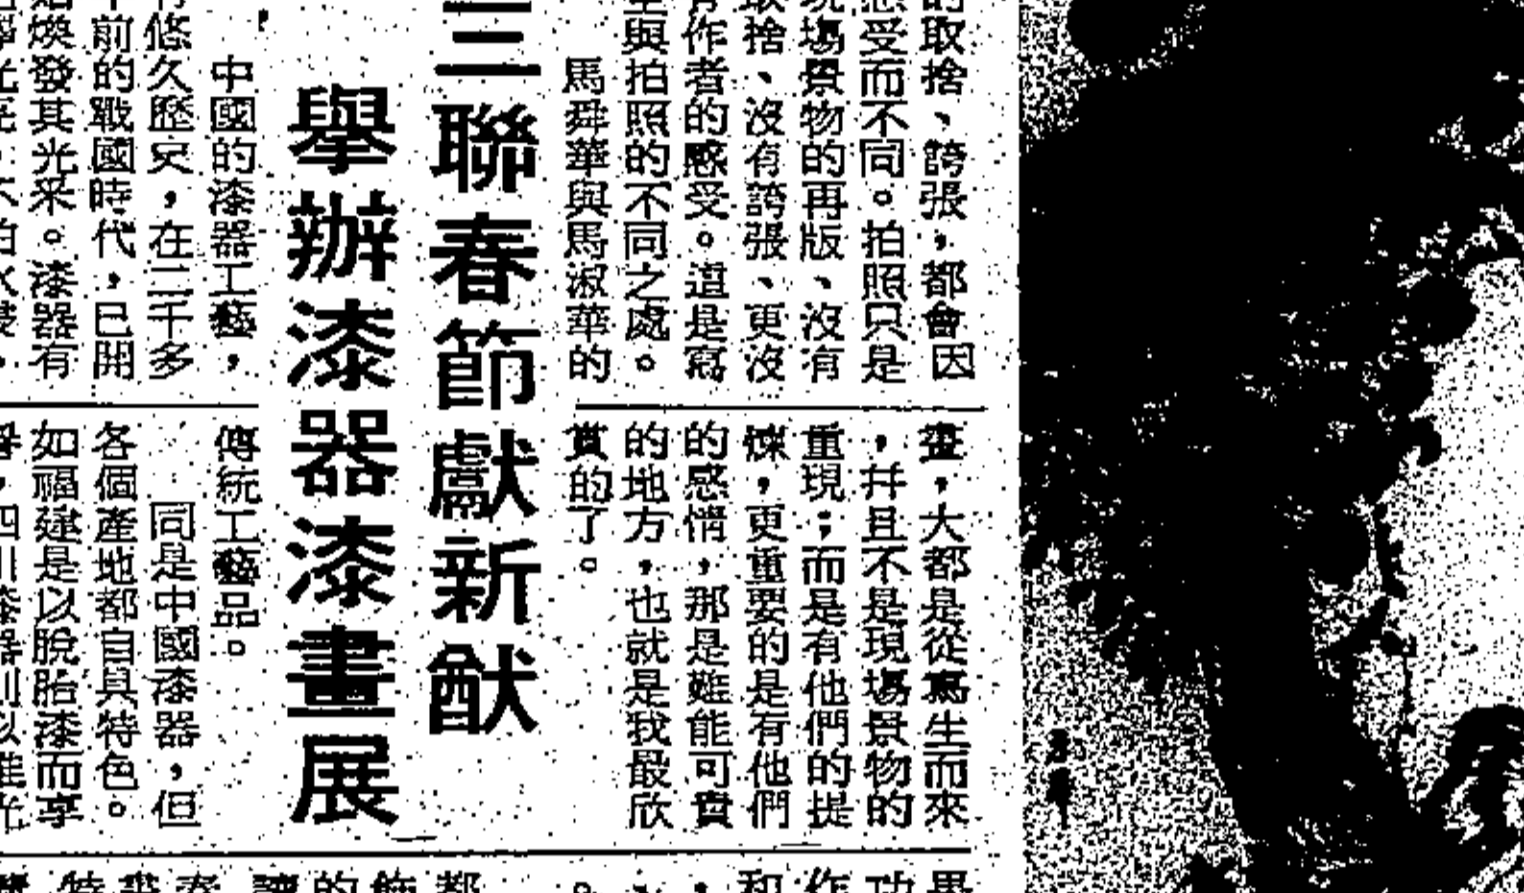 的取捨、誇張，都會因
感受而不同。拍照只是
現場景物的再版、沒有
取捨、沒有誇張、更沒
有作者的感受。這是寫
生與拍照的不同之處。
馬舜華與馬淑華的
畫，大都是從寫生而來
，幷且不是現場景物的
重現；而是有他們的提
煉，更重要的是有他們
的感情，那是難能可貴
的地方，也就是我最欣
賞的了。
三聯春節獻新猷
舉辦漆器漆畫展
中國的漆器工藝，
有悠久歷史，在二千多
年前的戰國時代，已開
始煥發其光采。漆器有
傳統工藝品。
同是中國漆器，但
各個產地都自具特色。
如福建是以脫胎漆而享
，四川漆器則以堆光